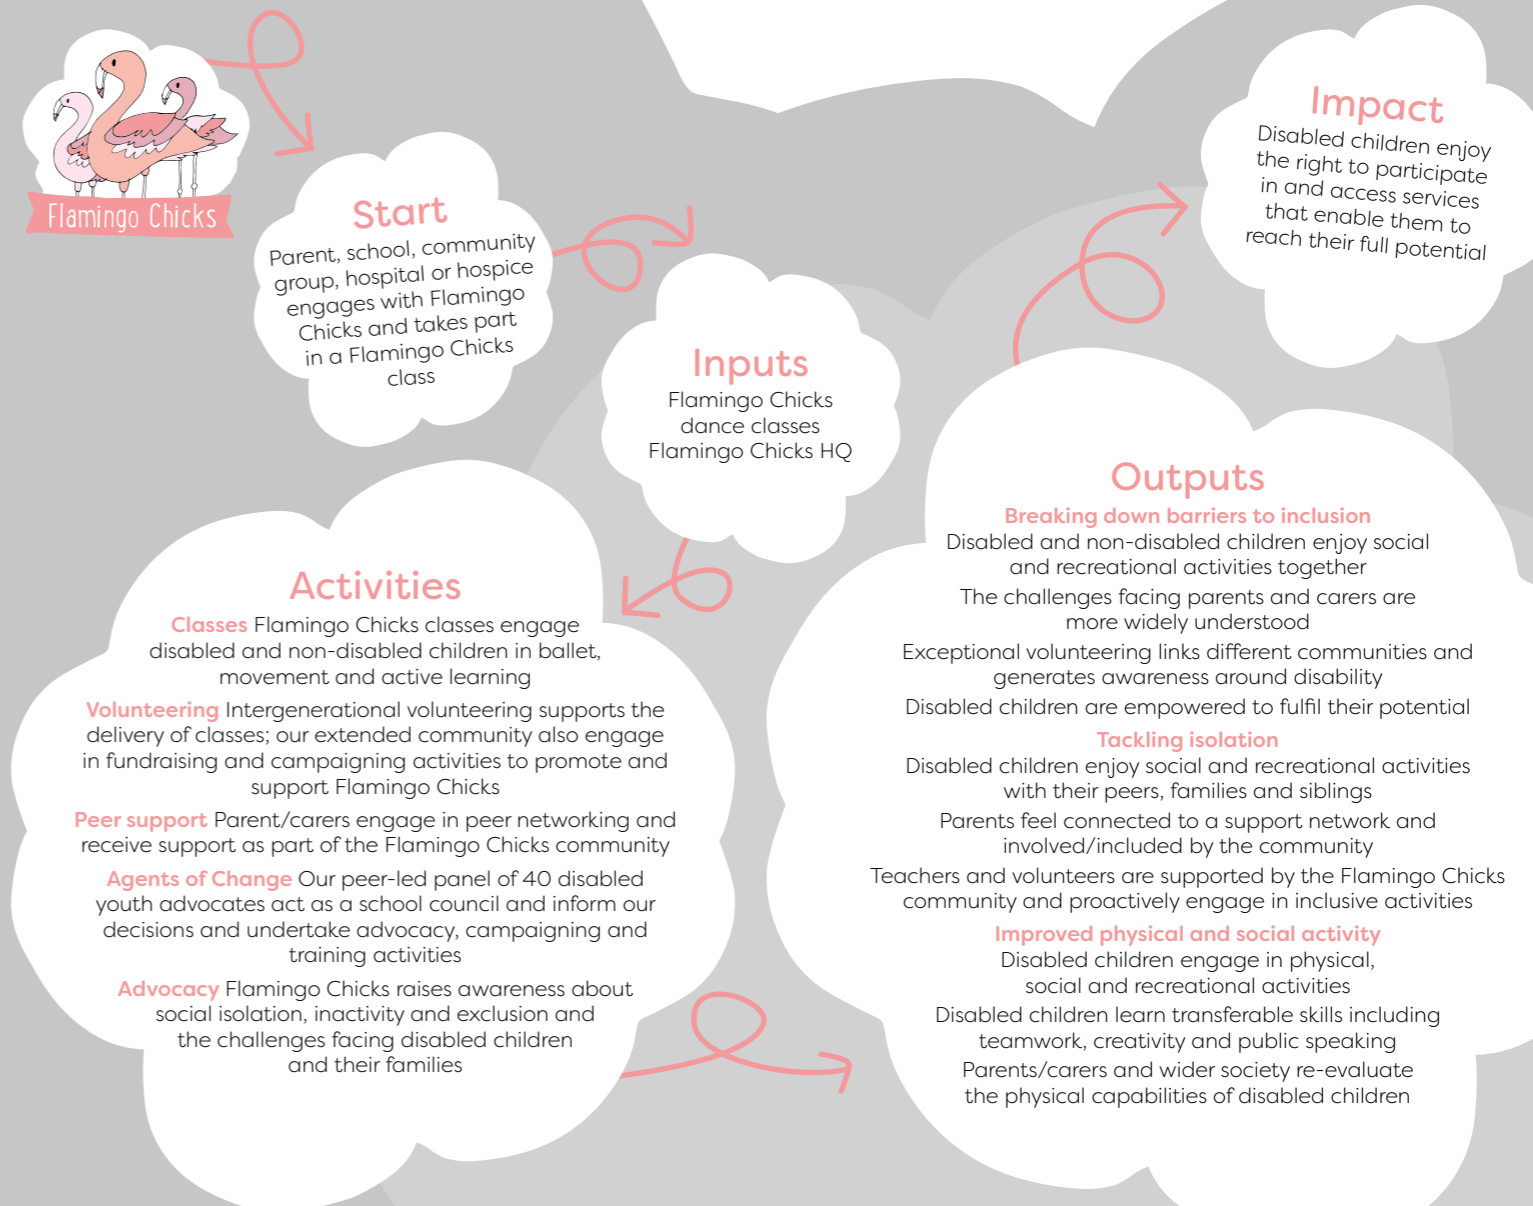 Flamingo Chicks
Start
Parent, school, community
group, hospital or hospice
engages with Flamingo
Chicks and takes part
in a Flamingo Chicks
class
Inputs
Flamingo Chicks
dance classes
Flamingo Chicks HQ
Activities
Classes Flamingo Chicks classes engage
disabled and non-disabled children in ballet,
movement and active learning
Volunteering Intergenerational volunteering supports the
delivery of classes; our extended community also engage
in fundraising and campaigning activities to promote and
support Flamingo Chicks
Peer support Parent/carers engage in peer networking and
receive support as part of the Flamingo Chicks community
Agents of Change Our peer-led panel of 40 disabled
youth advocates act as a school council and inform our
decisions and undertake advocacy, campaigning and
training activities
Advocacy Flamingo Chicks raises awareness about
social isolation, inactivity and exclusion and
the challenges facing disabled children
and their families
Outputs
Breaking down barriers to inclusion
Disabled and non-disabled children enjoy social
and recreational activities together
The challenges facing parents and carers are
more widely understood
Exceptional volunteering links different communities and
generates awareness around disability
Disabled children are empowered to fulfil their potential
Tackling isolation
Disabled children enjoy social and recreational activities
with their peers, families and siblings
Parents feel connected to a support network and
involved/included by the community
Teachers and volunteers are supported by the Flamingo Chicks
community and proactively engage in inclusive activities
Improved physical and social activity
Disabled children engage in physical,
social and recreational activities
Disabled children learn transferable skills including
teamwork, creativity and public speaking
Parents/carers and wider society re-evaluate
the physical capabilities of disabled children
Impact
Disabled children enjoy
the right to participate
in and access services
that enable them to
reach their full potential